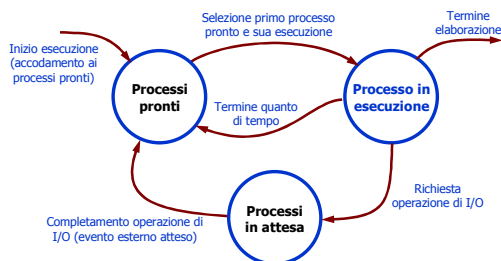 Selezione primo processo
pronto e sua esecuzione
Termine
elaborazione
Inizio esecuzione
(accodamento ai
processi pronti)
Processi
pronti
Processo in
esecuzione
Termine quanto
di tempo
Richiesta
operazione di I/O
Processi
in attesa
Completamento operazione di
I/O (evento esterno atteso)